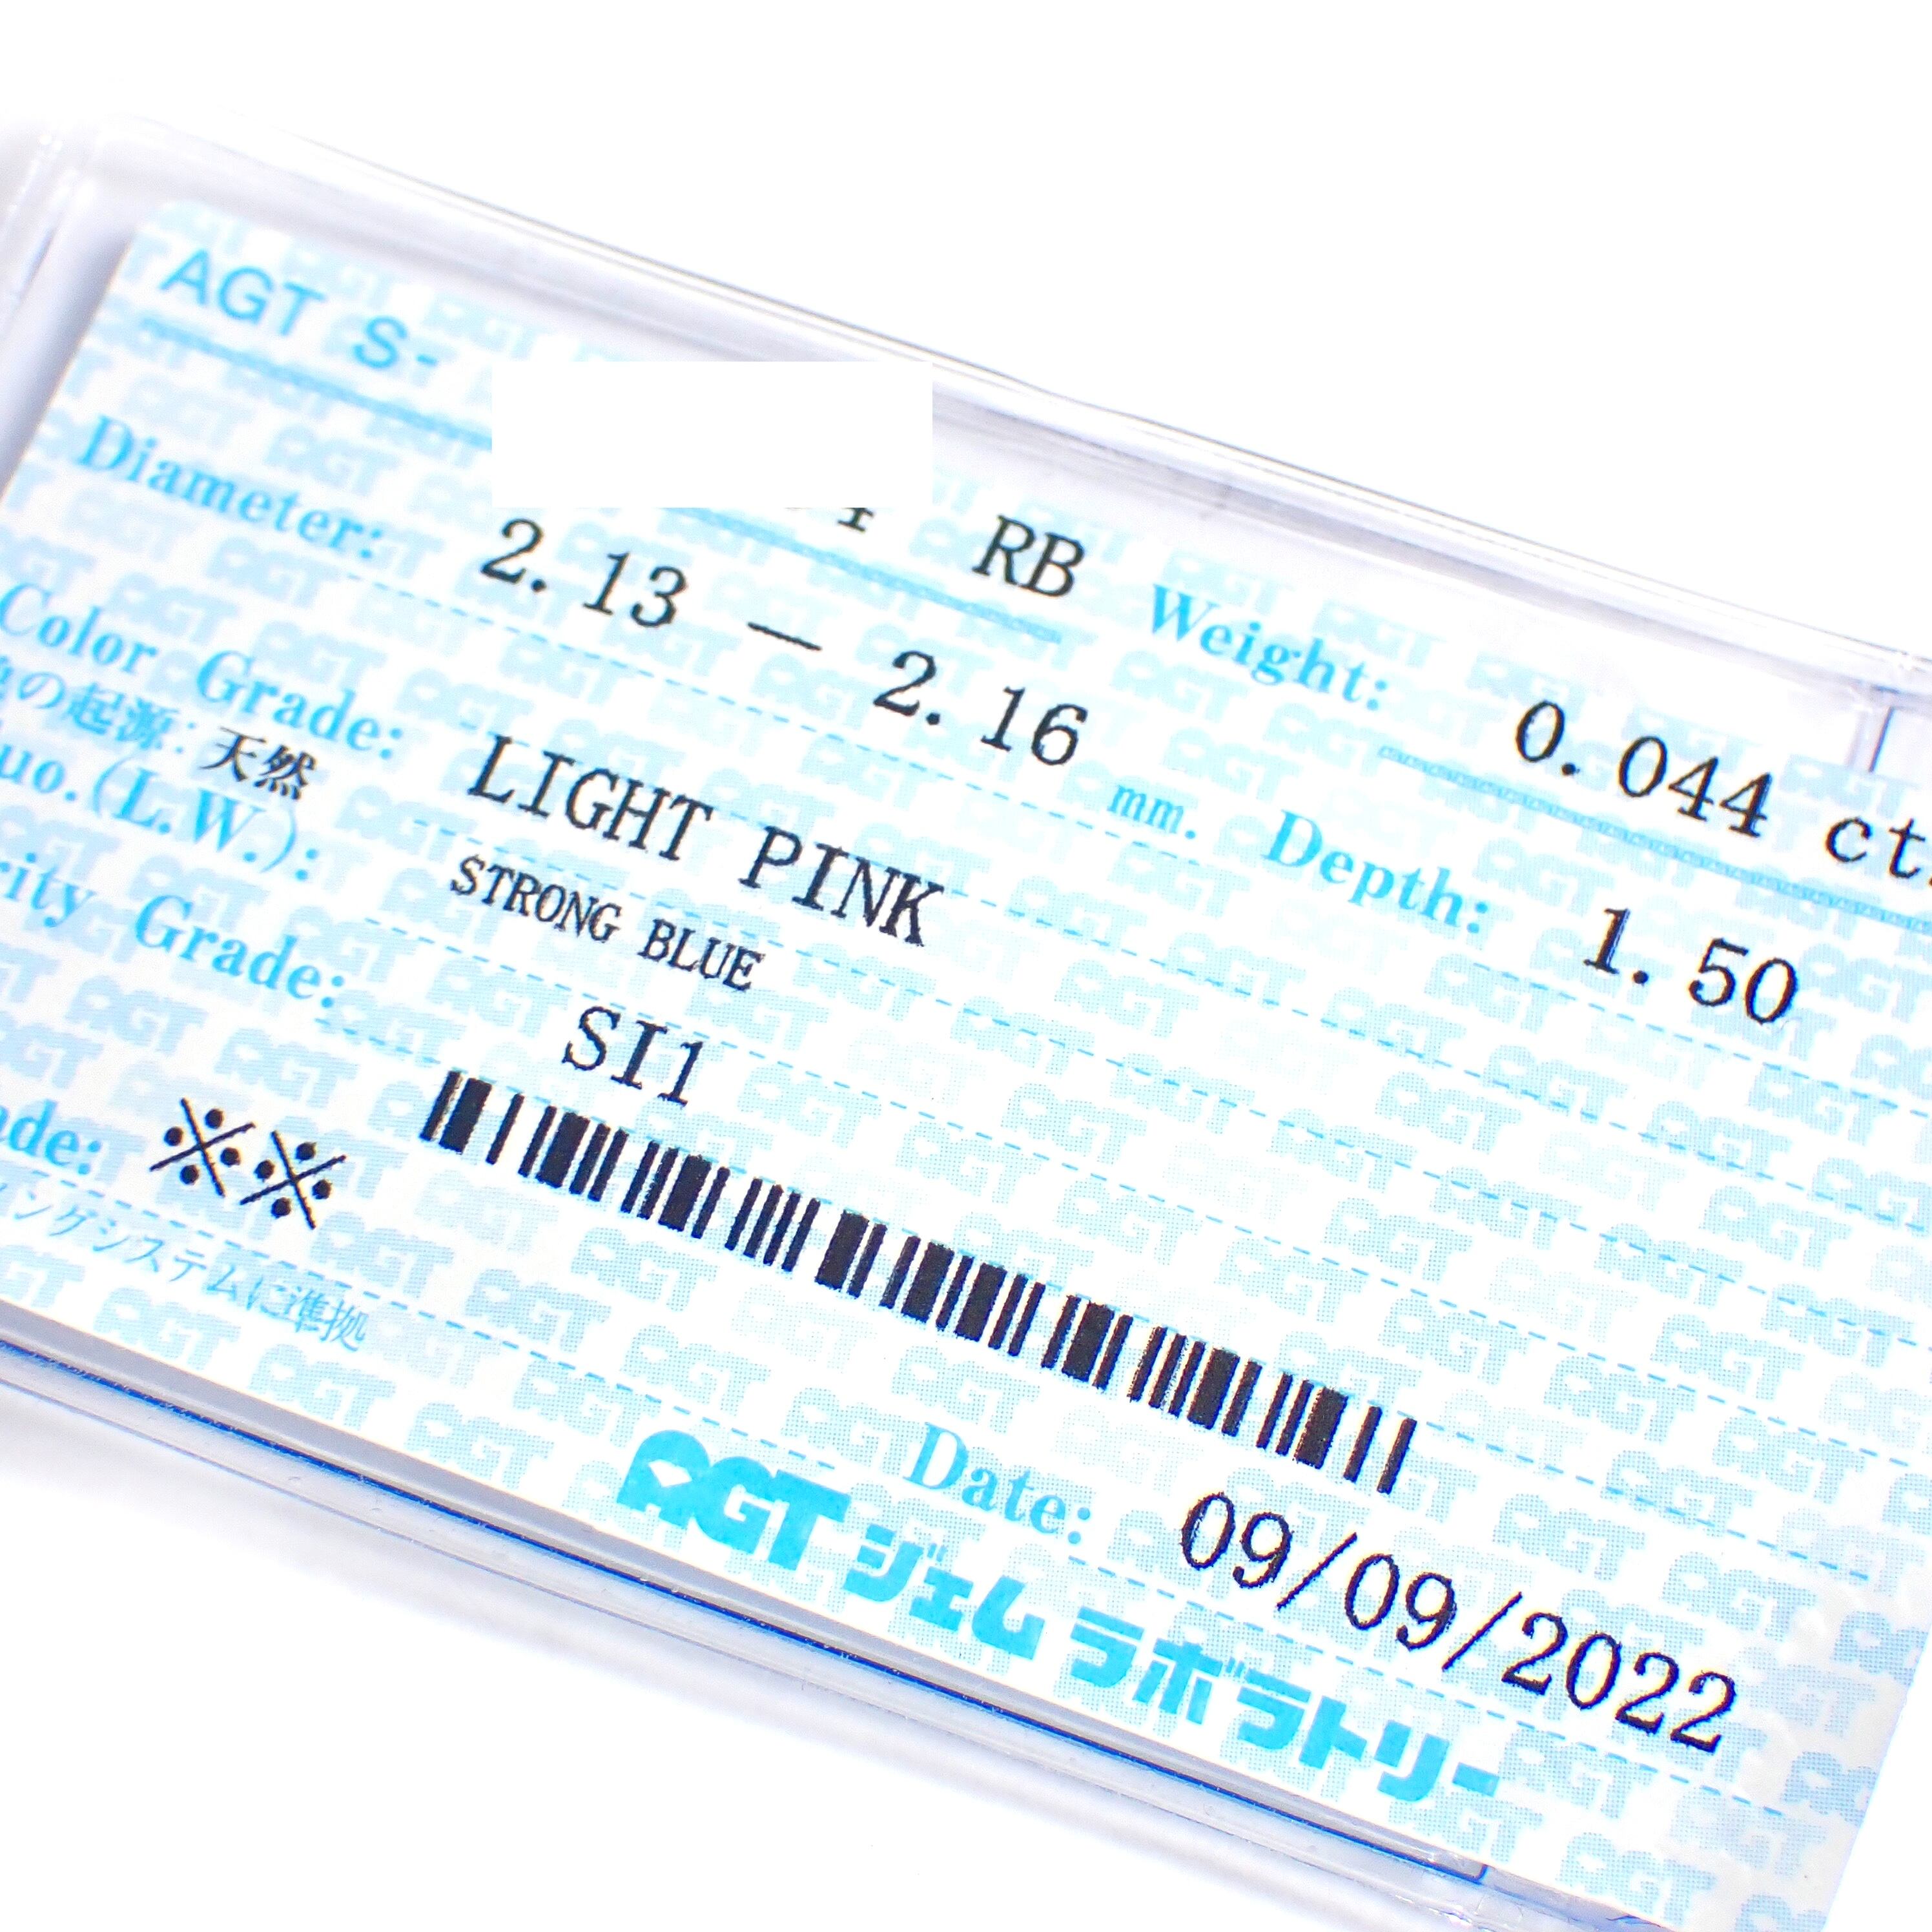 AGT S- RB Weight: 0.044 ct.
Diameter: 2.13 — 2.16 mm. Depth: 1.50
Color Grade: LIGHT PINK
の起源: 天然
uo.(L.W.): STRONG BLUE
rity Grade: SI1
ade: ※※
ングシステムに準拠
Date: 09/09/2022
AGT ジェム ラボラトリー